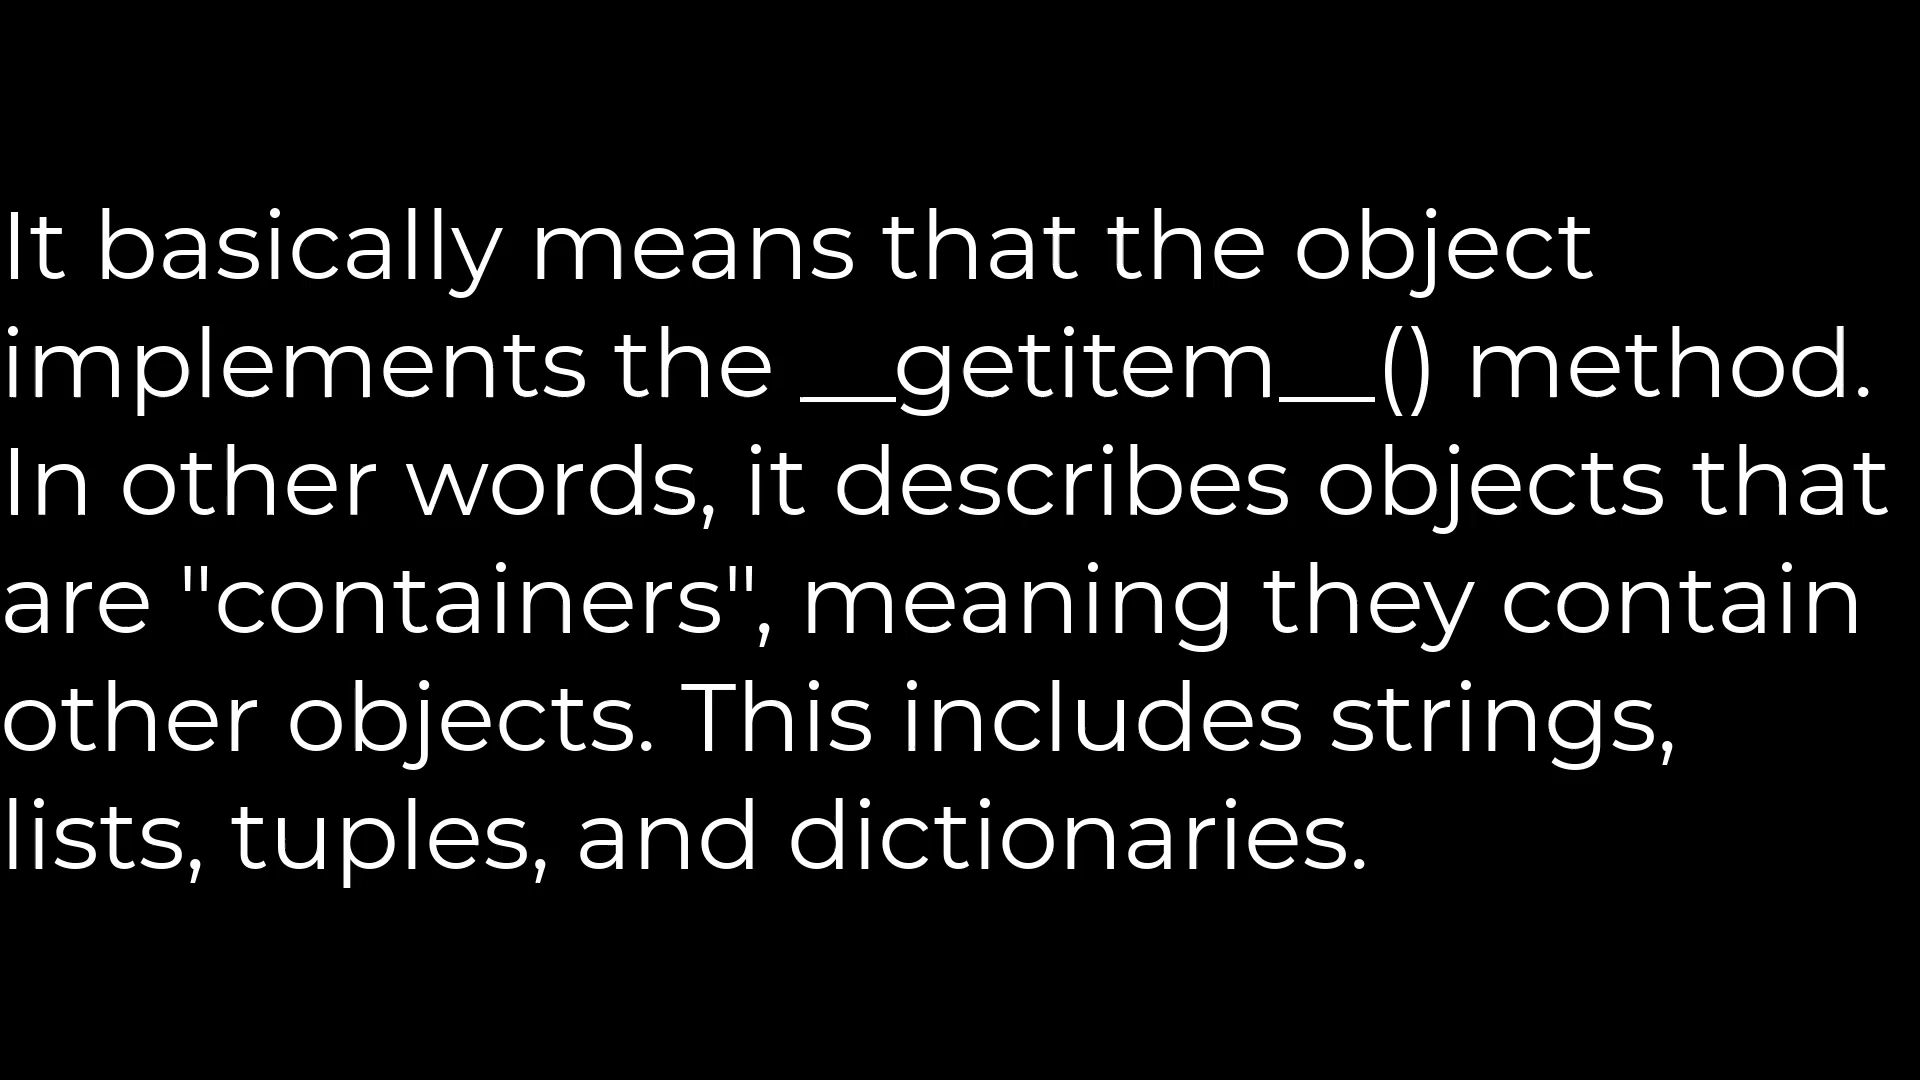 It basically means that the object
implements the __getitem__() method.
In other words, it describes objects that
are "containers", meaning they contain
other objects. This includes strings,
lists, tuples, and dictionaries.